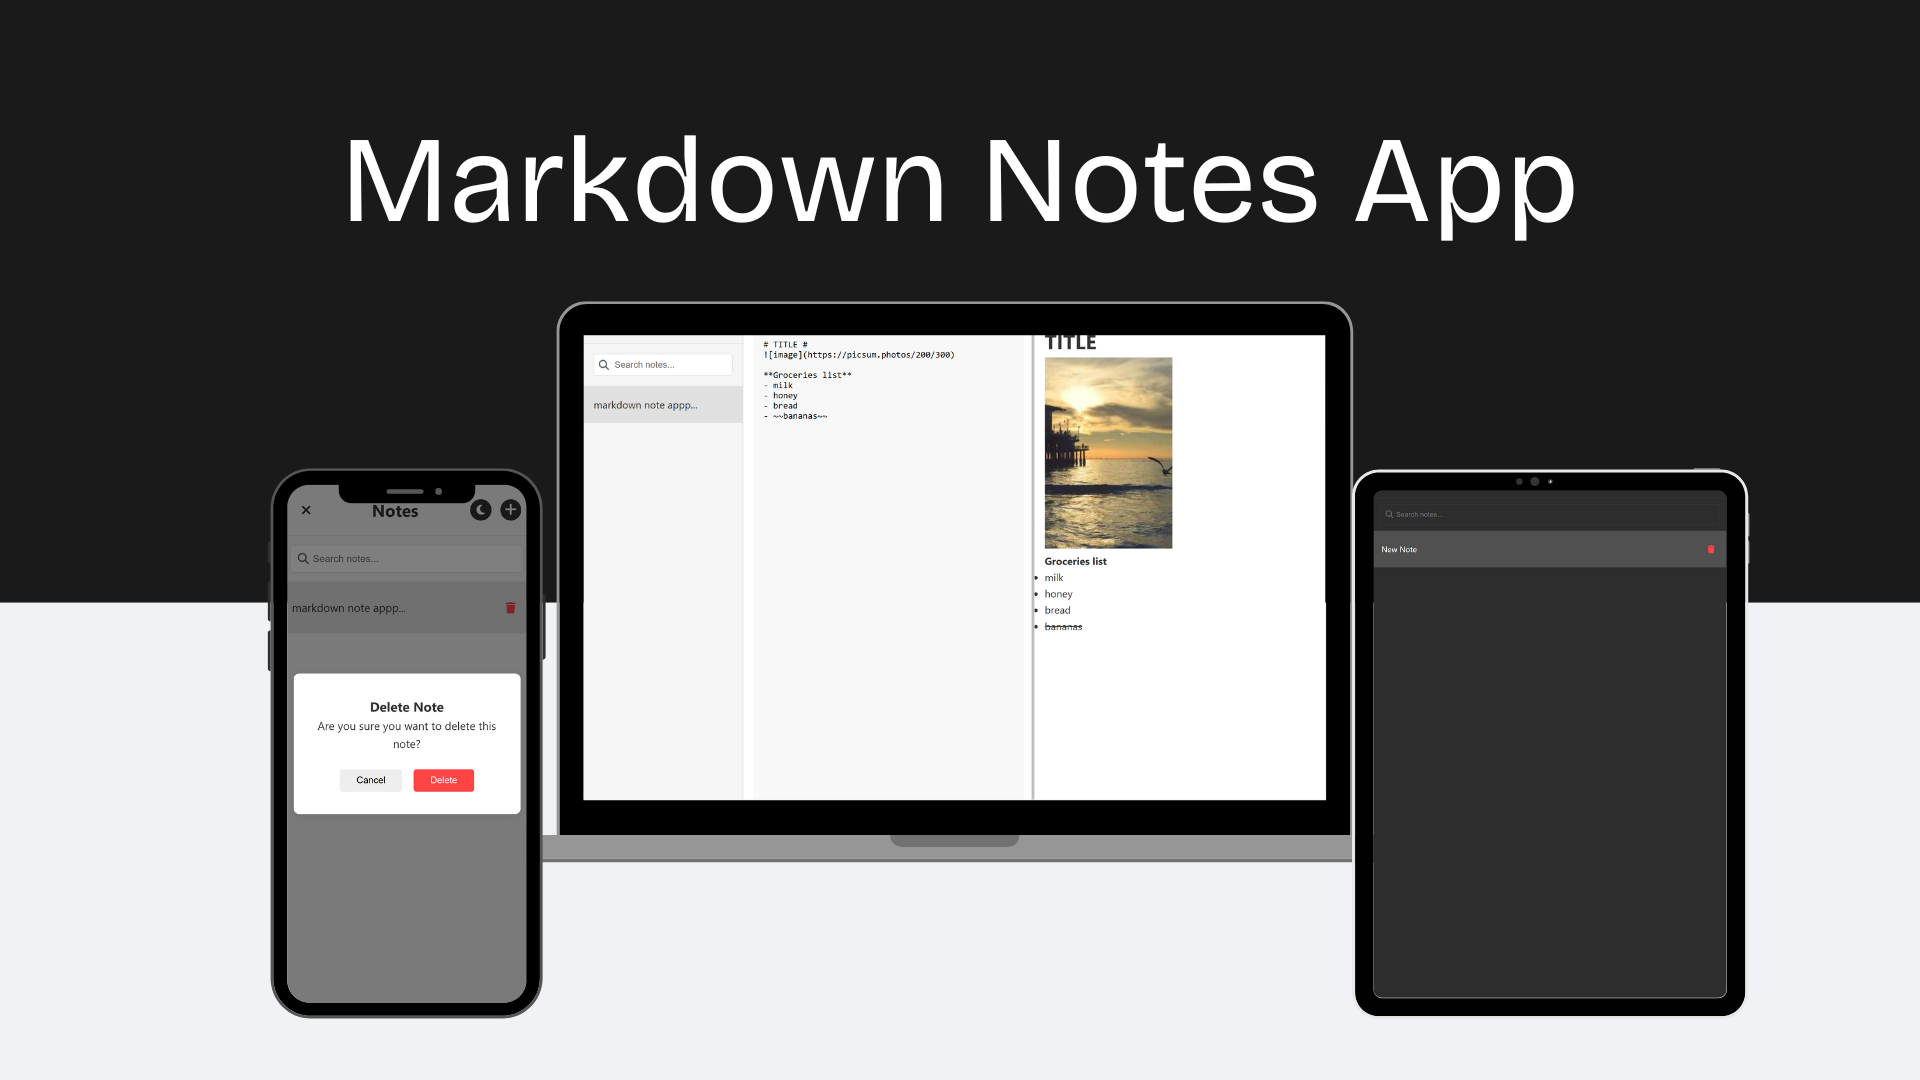 Markdown Notes App
Search notes...
markdown note appp...
# TITLE #
![image](https://picsum.photos/200/300)
**Groceries list**
- milk
- honey
- bread
- ~~bananas~~
TITLE
Groceries list
• milk
• honey
• bread
• bananas
Notes
Search notes...
markdown note appp...
Delete Note
Are you sure you want to delete this
note?
Cancel
Delete
Search notes...
New Note